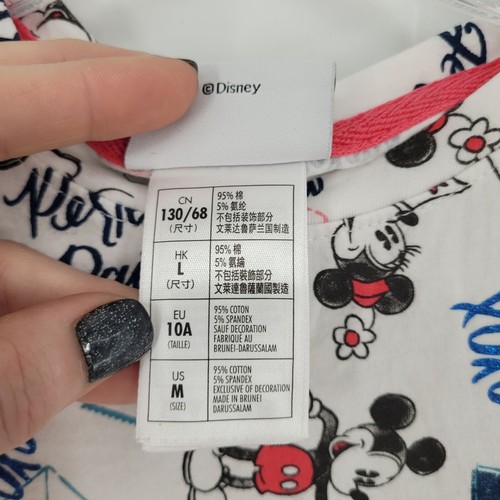 ©Disney
CN
130/68
(尺寸)
95% 棉
5% 氨纶
不包括装饰部分
文莱达鲁萨兰国制造
HK
L
(尺寸)
95% 棉
5% 氨綸
不包括裝飾部分
文萊達魯薩蘭國製造
EU
10A
(TAILLE)
95% COTON
5% SPANDEX
SAUF DECORATION
FABRIQUE AU
BRUNEI-DARUSSALAM
US
M
(SIZE)
95% COTTON
5% SPANDEX
EXCLUSIVE OF DECORATION
MADE IN BRUNEI
DARUSSALAM